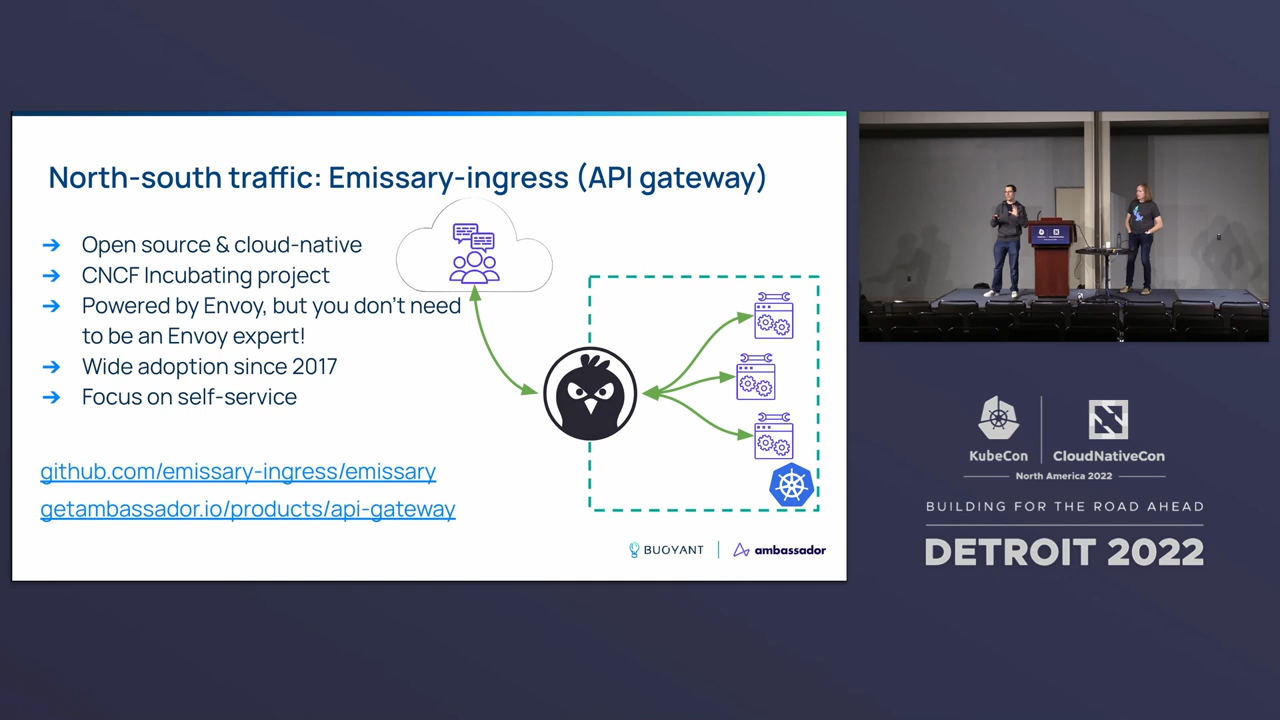 North-south traffic: Emissary-ingress (API gateway)
➔ Open source & cloud-native
➔ CNCF Incubating project
➔ Powered by Envoy, but you don't need
to be an Envoy expert!
➔ Wide adoption since 2017
➔ Focus on self-service
github.com/emissary-ingress/emissary
getambassador.io/products/api-gateway
BUOYANT
ambassador
KubeCon
CloudNativeCon
North America 2022
BUILDING FOR THE ROAD AHEAD
DETROIT 2022